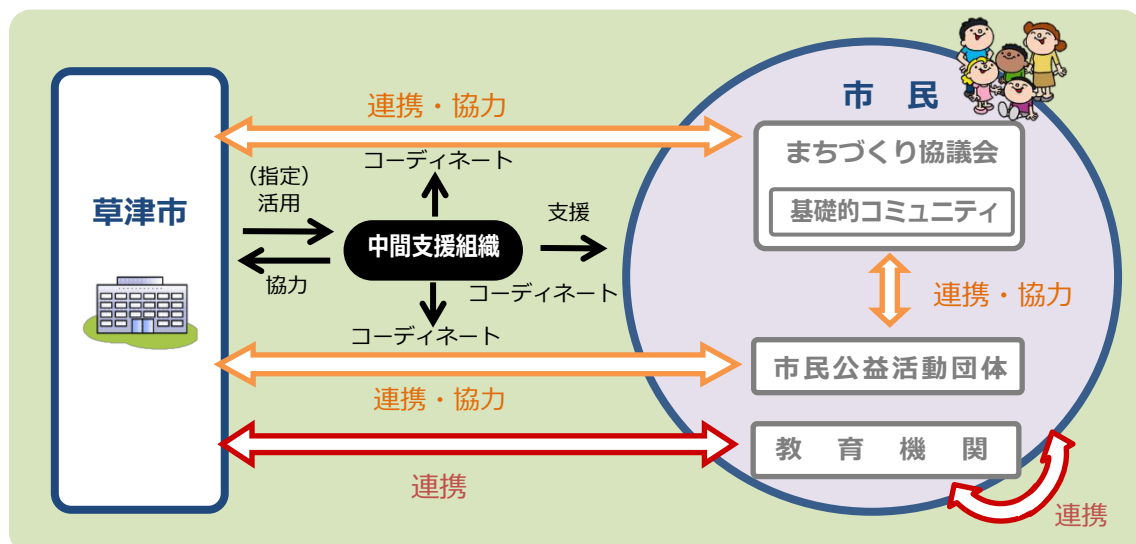 市　民
連携・協力
まちづくり協議会
コーディネート
（指定）
活用
基礎的コミュニティ
草津市
支援
中間支援組織
協力
コーディネート
連携・協力
コーディネート
市民公益活動団体
連携・協力
教　育　機　関
連携
連携